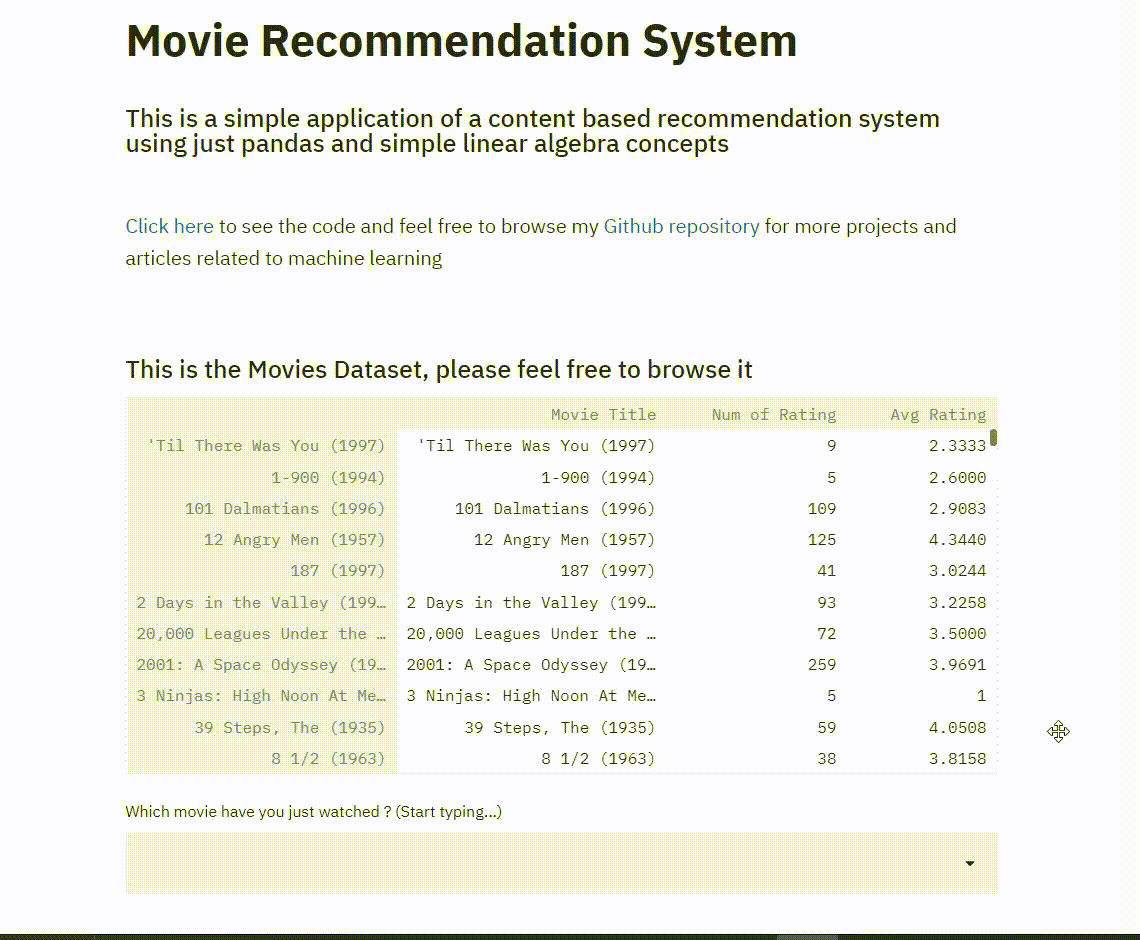 Movie Recommendation System
This is a simple application of a content based recommendation system
using just pandas and simple linear algebra concepts
Click here to see the code and feel free to browse my Github repository for more projects and
articles related to machine learning
This is the Movies Dataset, please feel free to browse it
Movie Title Num of Rating Avg Rating
'Til There Was You (1997) 'Til There Was You (1997) 9 2.3333
1-900 (1994) 1-900 (1994) 5 2.6000
101 Dalmatians (1996) 101 Dalmatians (1996) 109 2.9083
12 Angry Men (1957) 12 Angry Men (1957) 125 4.3440
187 (1997) 187 (1997) 41 3.0244
2 Days in the Valley (199… 2 Days in the Valley (199… 93 3.2258
20,000 Leagues Under the … 20,000 Leagues Under the … 72 3.5000
2001: A Space Odyssey (19… 2001: A Space Odyssey (19… 259 3.9691
3 Ninjas: High Noon At Me… 3 Ninjas: High Noon At Me… 5 1
39 Steps, The (1935) 39 Steps, The (1935) 59 4.0508
8 1/2 (1963) 8 1/2 (1963) 38 3.8158
Which movie have you just watched ? (Start typing...)